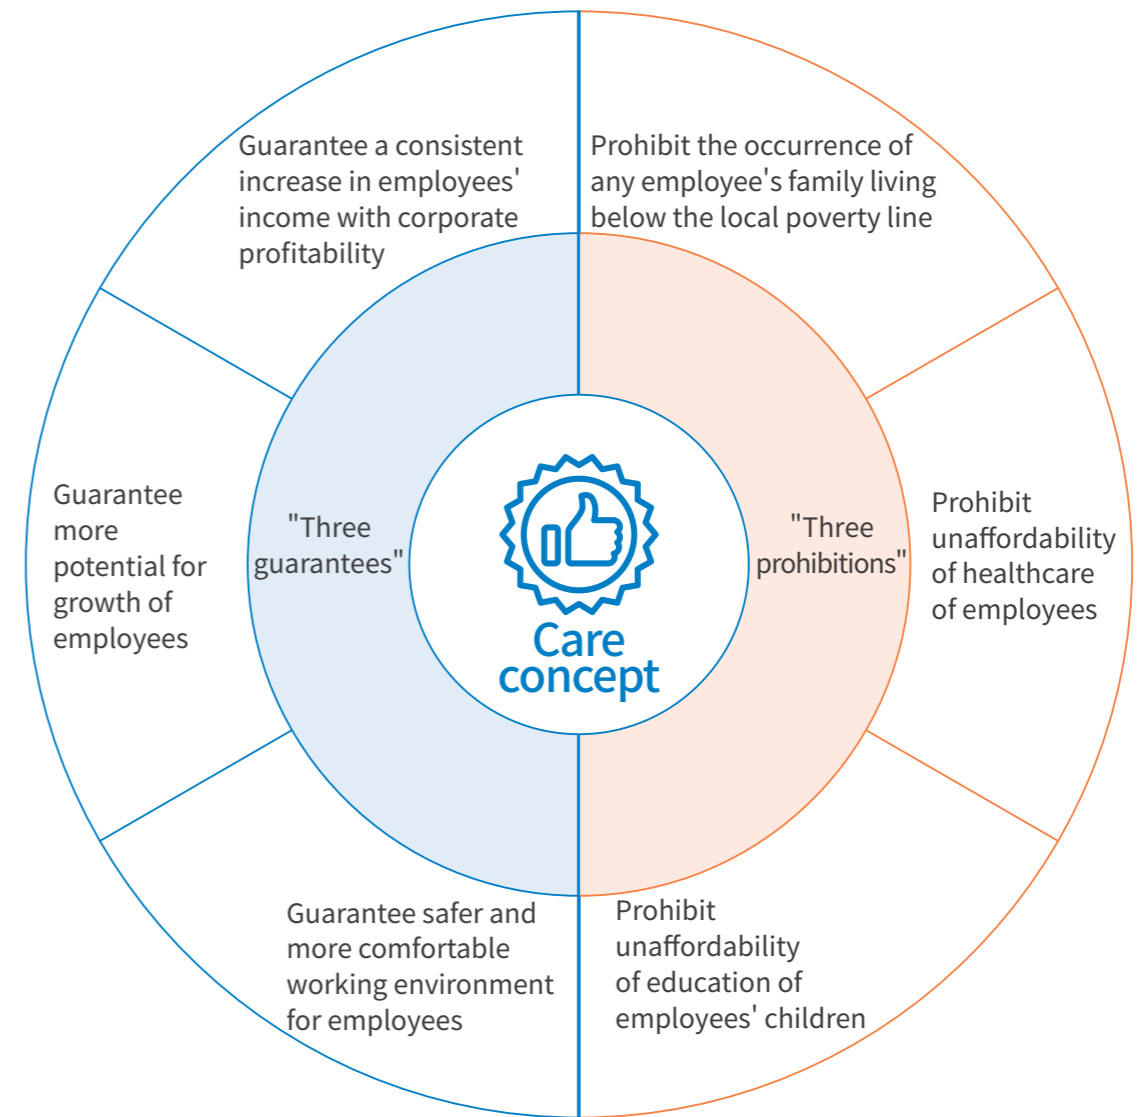 Guarantee a consistent
increase in employees'
income with corporate
profitability
Prohibit the occurrence of
any employee's family living
below the local poverty line
Guarantee
more
potential for
growth of
employees
"Three
guarantees"
Care
concept
"Three
prohibitions"
Prohibit
unaffordability
of healthcare
of employees
Guarantee safer and
more comfortable
working environment
for employees
Prohibit
unaffordability
of education of
employees' children